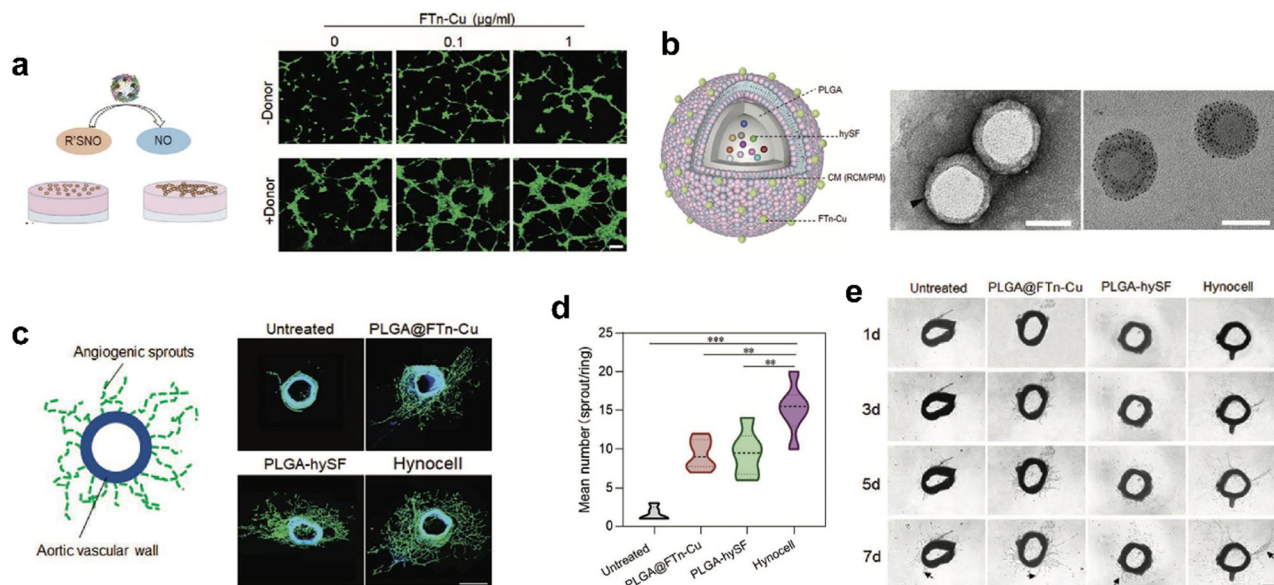 a
FTn-Cu (µg/ml)
0 0.1 1
-Donor
+Donor
R'SNO
NO
b
PLGA
hySF
CM (RCM/PM)
FTn-Cu
c
Angiogenic sprouts
Aortic vascular wall
Untreated PLGA@FTn-Cu
PLGA-hySF Hynocell
d
Mean number (sprout/ring)
25
20
15
10
5
0
***
**
**
Untreated
PLGA@FTn-Cu
PLGA-hySF
Hynocell
e
Untreated PLGA@FTn-Cu PLGA-hySF Hynocell
1d
3d
5d
7d